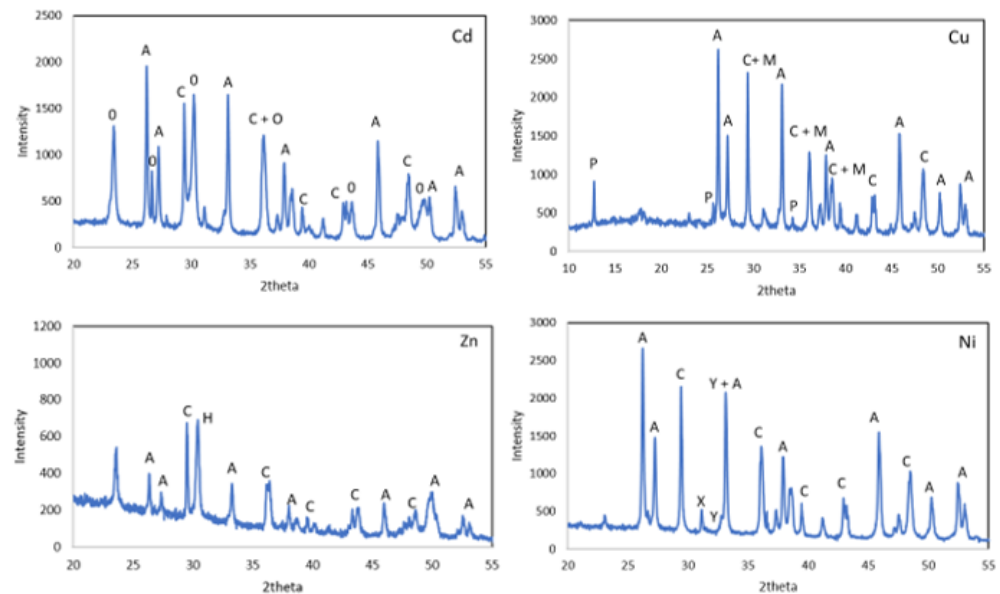 2500
2000
1500
1000
500
0
Intensity
Cd
0
A
0
A
C
0
A
C + O
A
C
C
0
A
C
0
A
A
20 25 30 35 40 45 50 55
2theta
3000
2500
2000
1500
1000
500
0
Intensity
Cu
P
P
A
A
C+ M
A
P
C + M
A
C + M
C
A
C
A
A
10 15 20 25 30 35 40 45 50 55
2theta
1200
1000
800
600
400
200
0
Intensity
Zn
A
A
C
H
A
C
A
C
C
A
C
A
A
20 25 30 35 40 45 50 55
2theta
3000
2500
2000
1500
1000
500
0
Intensity
Ni
A
A
C
X
Y
Y + A
C
A
C
C
A
C
A
A
20 25 30 35 40 45 50 55
2theta